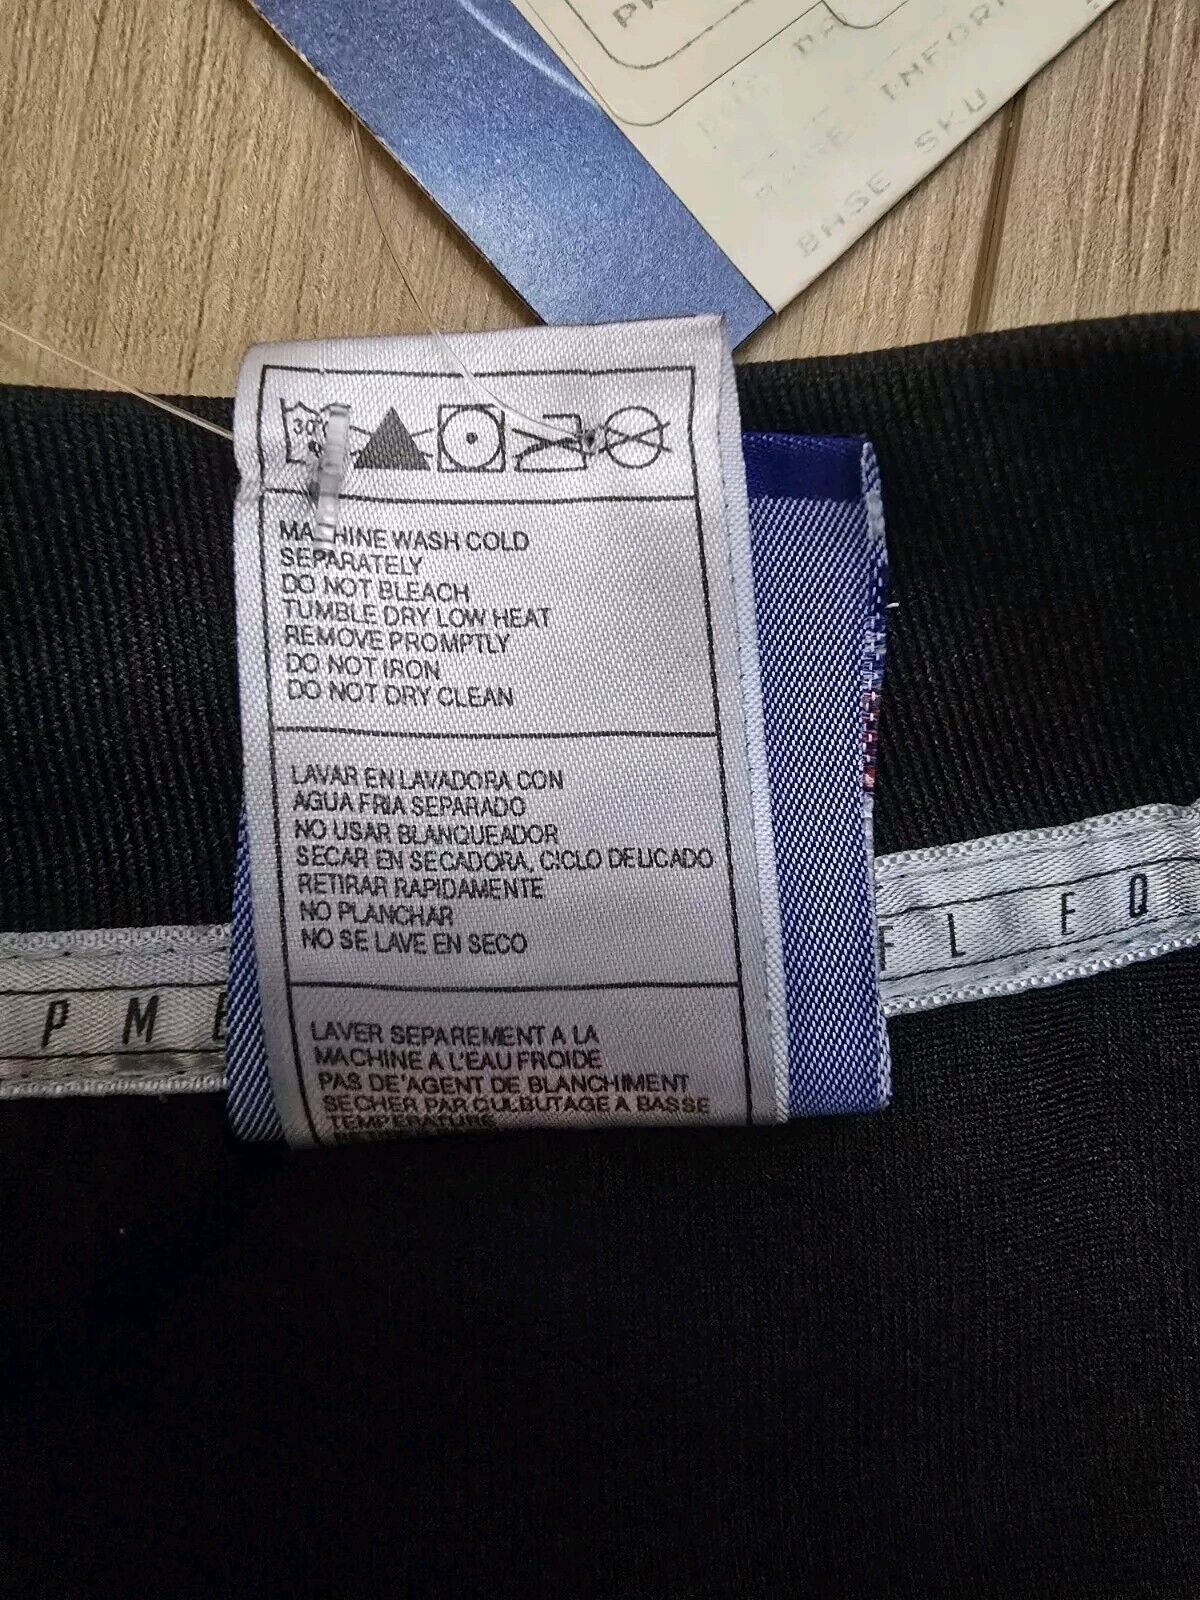 INFOR
BASE SKU
30°C
MACHINE WASH COLD
SEPARATELY
DO NOT BLEACH
TUMBLE DRY LOW HEAT
REMOVE PROMPTLY
DO NOT IRON
DO NOT DRY CLEAN
LAVAR EN LAVADORA CON
AGUA FRIA SEPARADO
NO USAR BLANQUEADOR
SECAR EN SECADORA, CICLO DELICADO
RETIRAR RAPIDAMENTE
NO PLANCHAR
NO SE LAVE EN SECO
LAVER SEPAREMENT A LA
MACHINE A L'EAU FROIDE
PAS DE'AGENT DE BLANCHIMENT
SECHER PAR CULBUTAGE A BASSE
TEMPERATURE
P M E
F L F Q